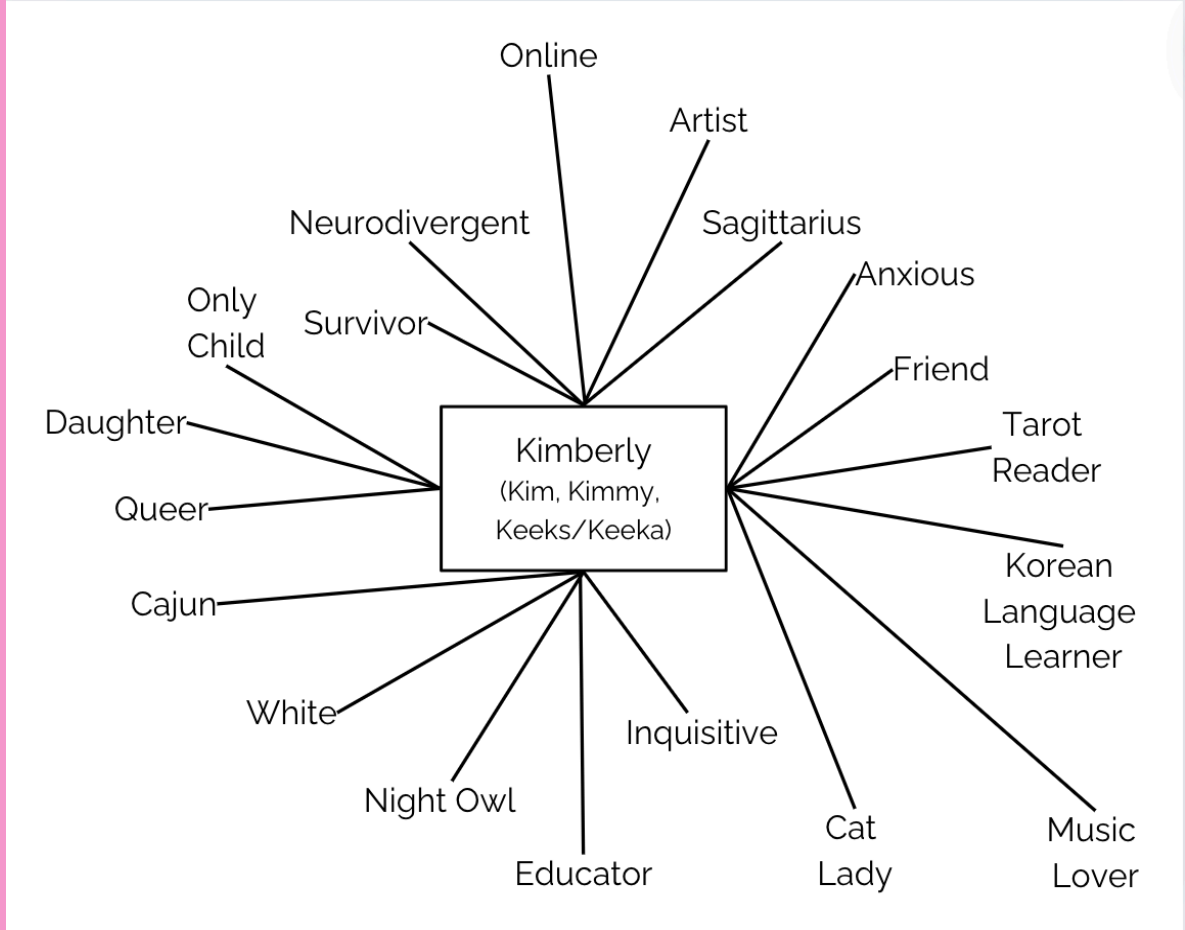 Online
Artist
Neurodivergent
Sagittarius
Anxious
Only
Child
Survivor
Friend
Daughter
Tarot
Reader
Kimberly
(Kim, Kimmy,
Keeks/Keeka)
Queer
Korean
Language
Learner
Cajun
White
Inquisitive
Night Owl
Cat
Lady
Music
Lover
Educator